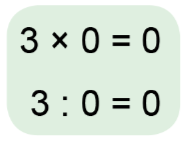 3 × 0 = 0
3 : 0 = 0